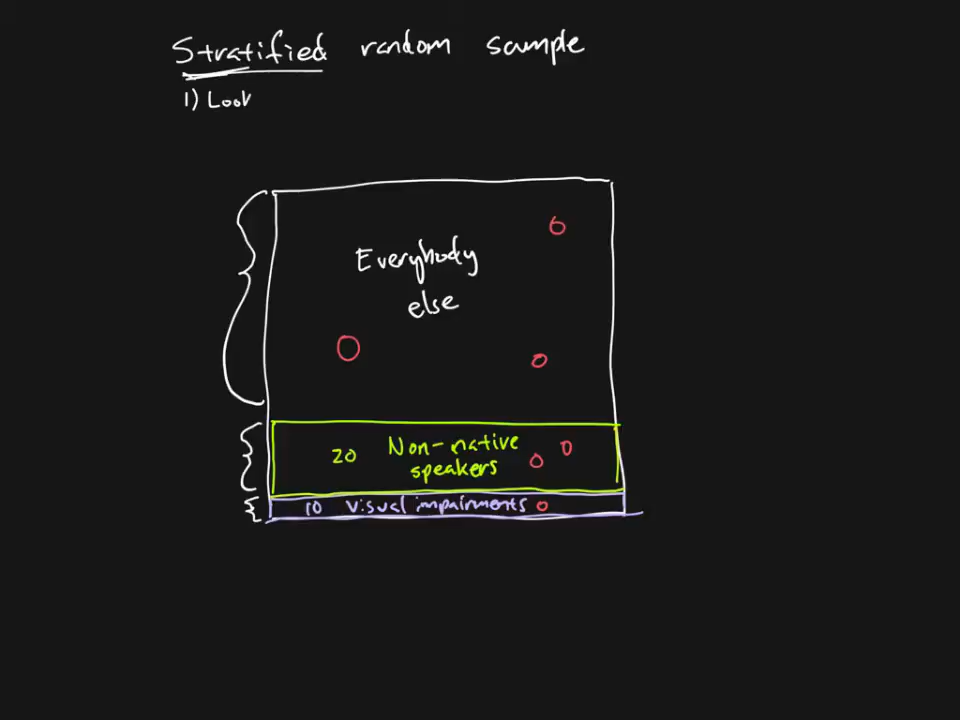 Stratified random sample
1) Look
Everybody
else
20 Non-native
speakers
10 visual impairments